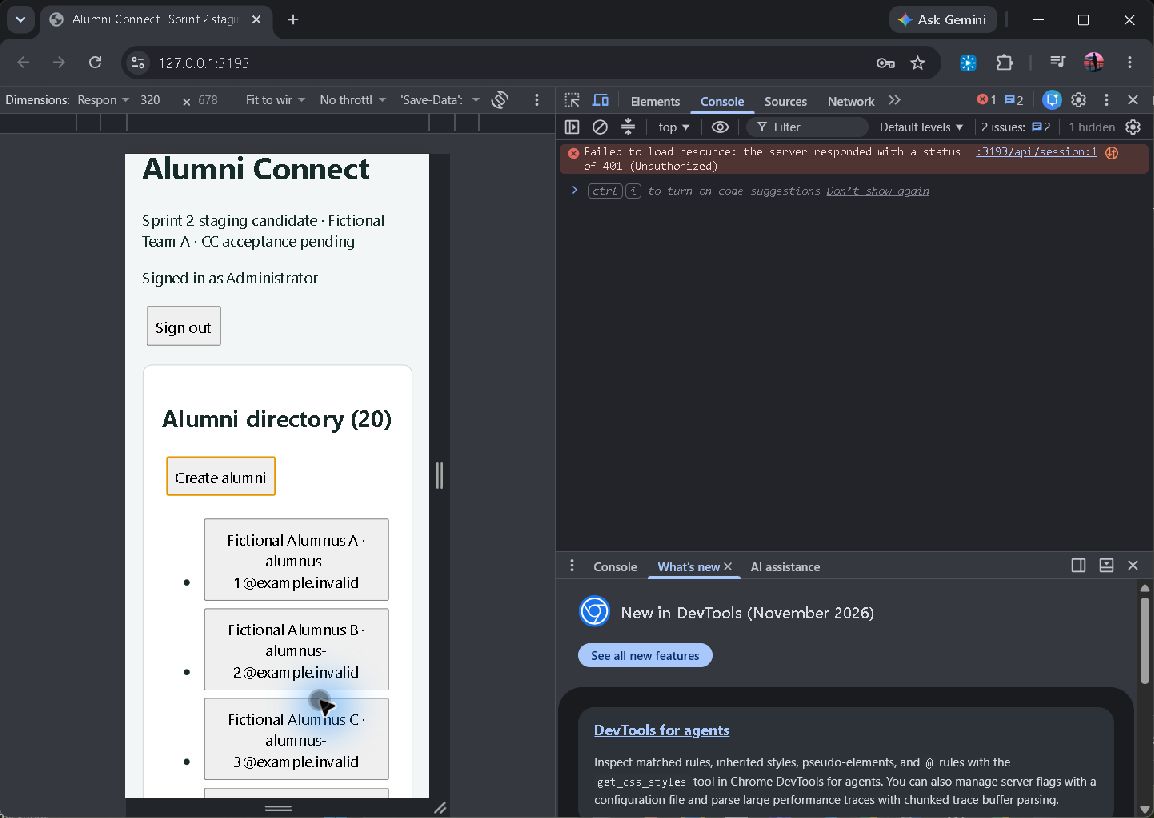 Alumni Connect - Sprint 2 stagi
Ask Gemini
127.0.0.1:3193
Dimensions: Respon 320 x 678 Fit to wir No throttl 'Save-Data':
Elements Console Sources Network 1 2
top Filter Default levels 2 issues: 2 1 hidden
Failed to load resource: the server responded with a status :3193/api/session:1
of 401 (Unauthorized)
ctrl i to turn on code suggestions Don't show again
Alumni Connect
Sprint 2 staging candidate · Fictional
Team A · CC acceptance pending
Signed in as Administrator
Sign out
Alumni directory (20)
Create alumni
Fictional Alumnus A ·
alumnus-
1@example.invalid
Fictional Alumnus B ·
alumnus-
2@example.invalid
Fictional Alumnus C ·
alumnus-
3@example.invalid
Console What's new AI assistance
New in DevTools (November 2026)
See all new features
DevTools for agents
Inspect matched rules, inherited styles, pseudo-elements, and @ rules with the
get_css_styles tool in Chrome DevTools for agents. You can also manage server flags with a
configuration file and parse large performance traces with chunked trace buffer parsing.